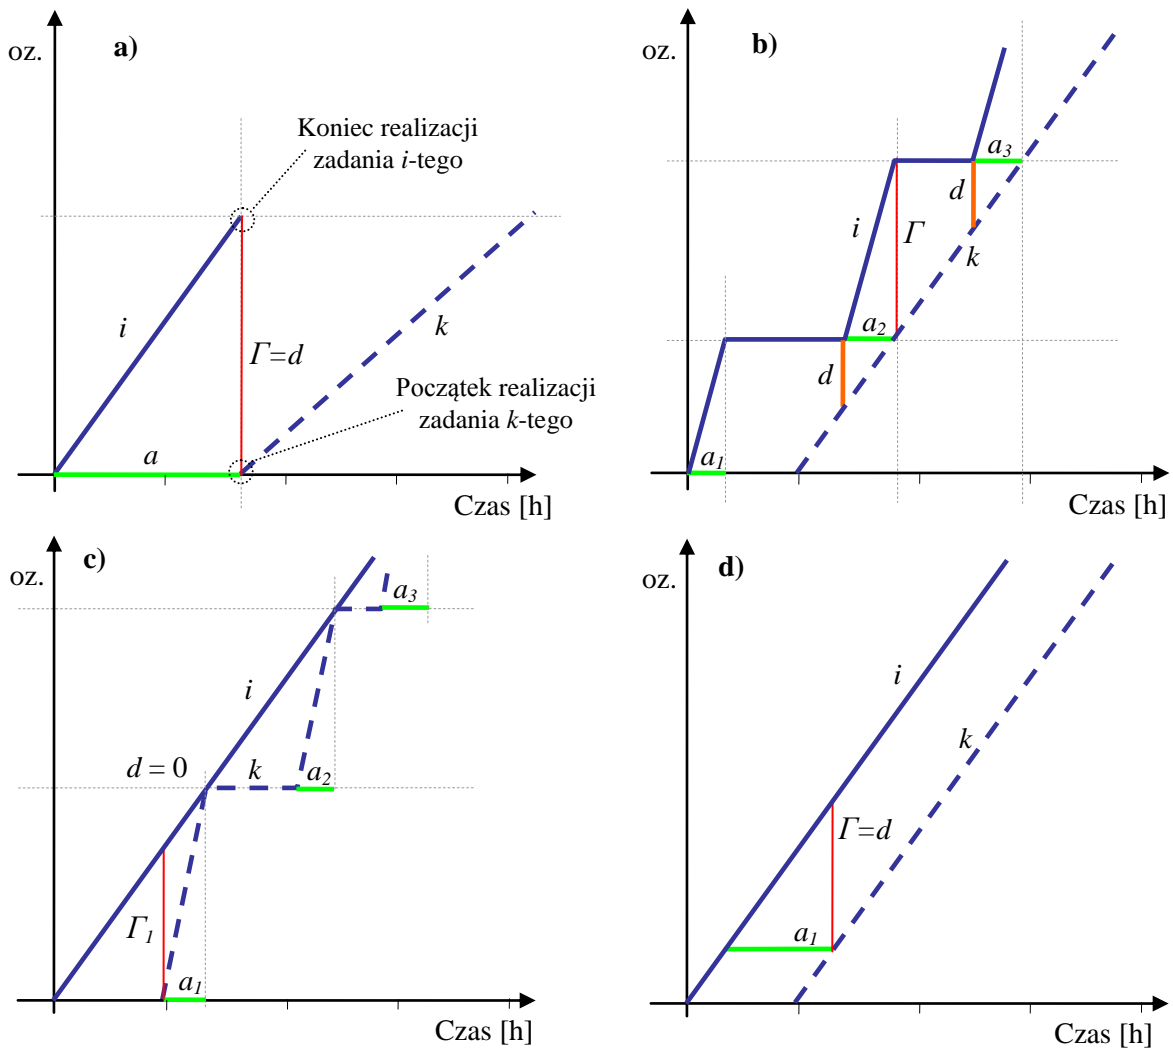 oz.
a)
Koniec realizacji
zadania i-tego
i
k
Γ=d
Początek realizacji
zadania k-tego
a
Czas [h]
oz.
b)
a3
d
i
Γ
k
a2
d
a1
Czas [h]
oz.
c)
a3
i
d = 0
k
a2
Γ1
a1
Czas [h]
oz.
d)
i
k
Γ=d
a1
Czas [h]